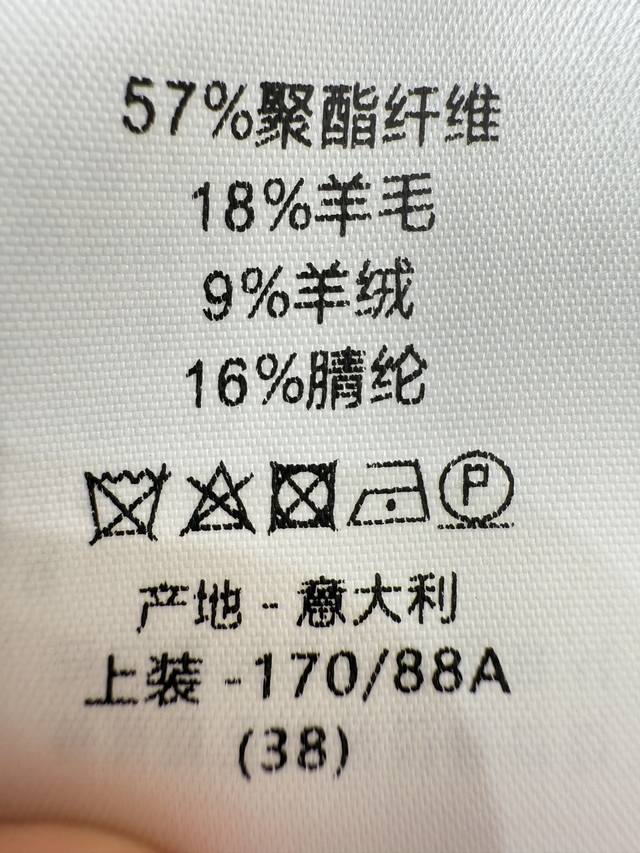 57%聚酯纤维
18%羊毛
9%羊绒
16%腈纶
P
产地 - 意大利
上装 -170/88A
(38)